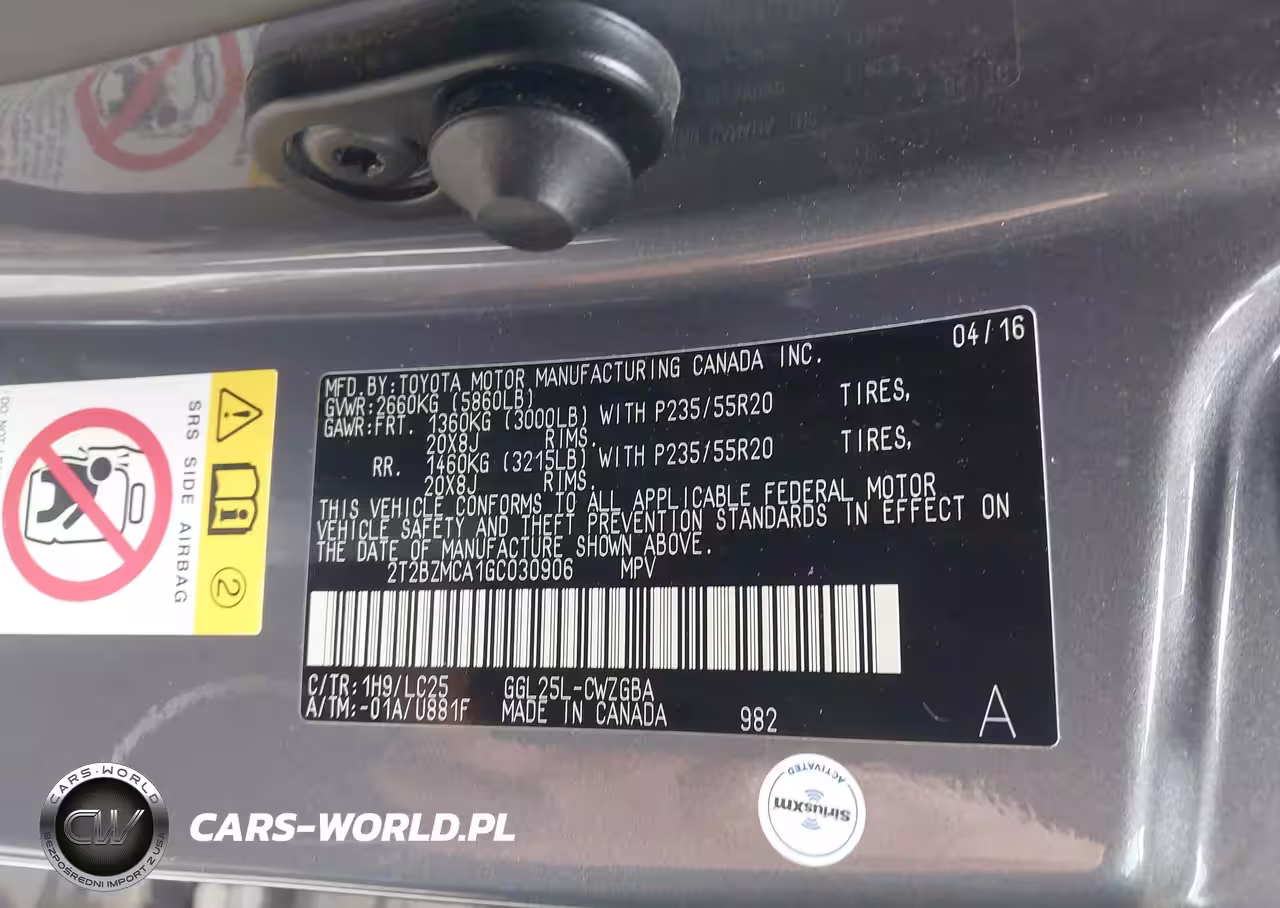 04/16
MFD.BY:TOYOTA MOTOR MANUFACTURING CANADA INC.
GVWR:2660KG (5860LB)
GAWR:FRT. 1360KG (3000LB) WITH P235/55R20 TIRES,
20X8J RIMS.
RR. 1460KG (3215LB) WITH P235/55R20 TIRES,
20X8J RIMS.
THIS VEHICLE CONFORMS TO ALL APPLICABLE FEDERAL MOTOR
VEHICLE SAFETY AND THEFT PREVENTION STANDARDS IN EFFECT ON
THE DATE OF MANUFACTURE SHOWN ABOVE.
2T2BZMCA1GC030906 MPV
C/TR:1H9/LC25 GGL25L-CWZGBA
A/TM:-01A/U881F MADE IN CANADA 982 A
SRS SIDE AIRBAG
2
ACTIVATED
siriusxm
CARS-WORLD
CW
BEZPOŚREDNI IMPORT Z USA
CARS-WORLD.PL